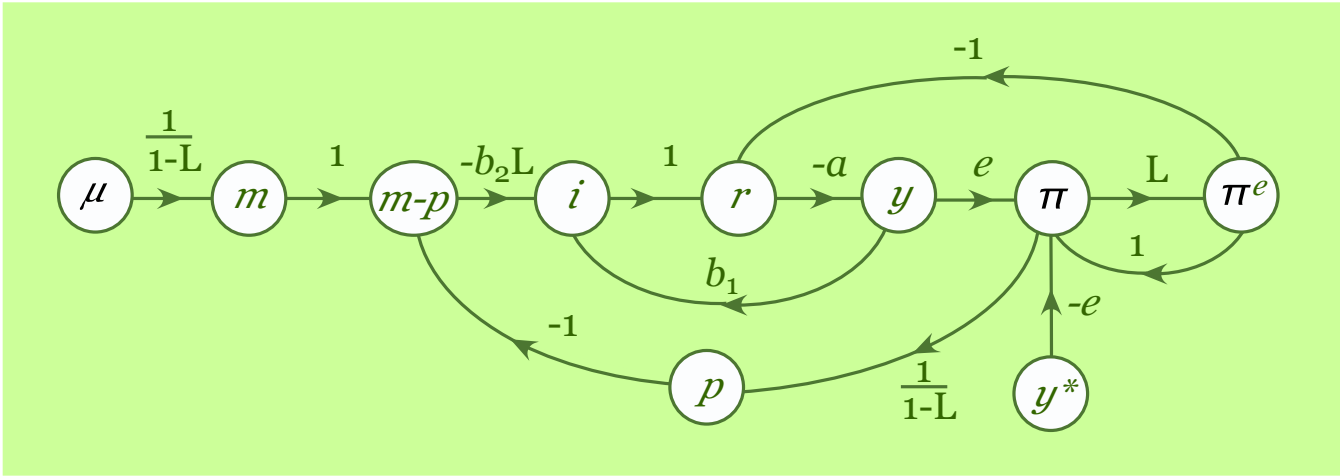 -1
1
1-L
1
-b₂L
1
-a
e
L
μ
m
m-p
i
r
y
π
πᵉ
1
b₁
-e
-1
1
1-L
p
y*